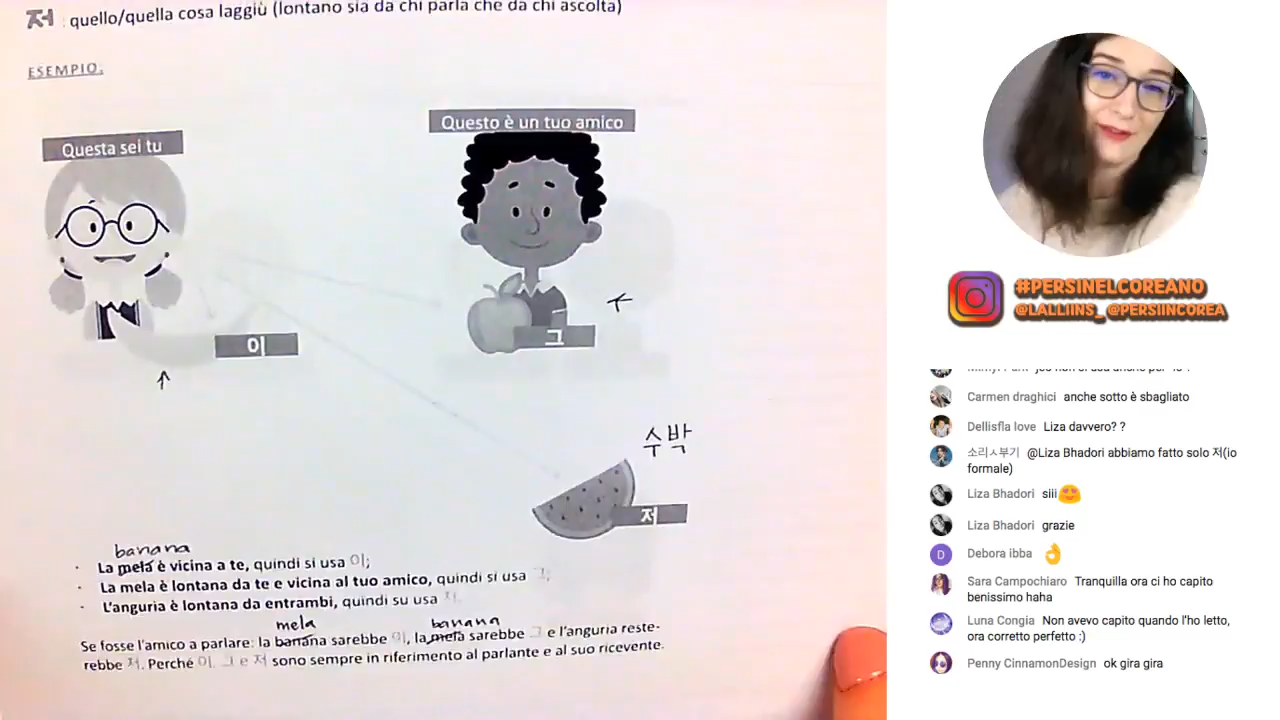 저 : quello/quella cosa laggiù (lontano sia da chi parla che da chi ascolta)
ESEMPIO:
Questa sei tu
Questo è un tuo amico
이
그
수박
저
banana
· La mela è vicina a te, quindi si usa 이;
· La mela è lontana da te e vicina al tuo amico, quindi si usa 그;
· L'anguria è lontana da entrambi, quindi su usa 저.
mela banana
Se fosse l'amico a parlare: la banana sarebbe 이, la mela sarebbe 그 e l'anguria reste-
rebbe 저. Perché 이, 그 e 저 sono sempre in riferimento al parlante e al suo ricevente.
#PERSINELCOREANO
@LALLIINS_ @PERSIINCOREA
Carmen draghici anche sotto è sbagliato
Dellisfla love Liza davvero? ?
소리ㅅ부기 @Liza Bhadori abbiamo fatto solo 저(io
formale)
Liza Bhadori siii😍
Liza Bhadori grazie
D Debora ibba 👌
Sara Campochiaro Tranquilla ora ci ho capito
benissimo haha
Luna Congia Non avevo capito quando l'ho letto,
ora corretto perfetto :)
Penny CinnamonDesign ok gira gira